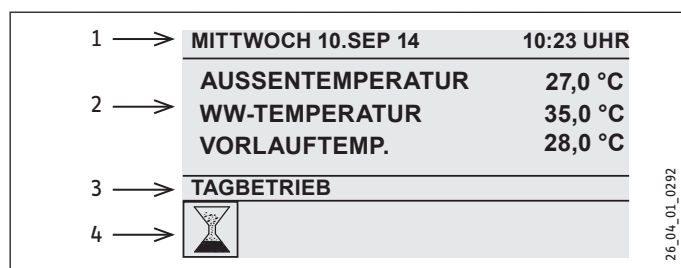 1 MITTWOCH 10.SEP 14 10:23 UHR
AUSSENTEMPERATUR 27,0 °C
2 WW-TEMPERATUR 35,0 °C
VORLAUFTEMP. 28,0 °C
3 TAGBETRIEB
4
26_04_01_0292